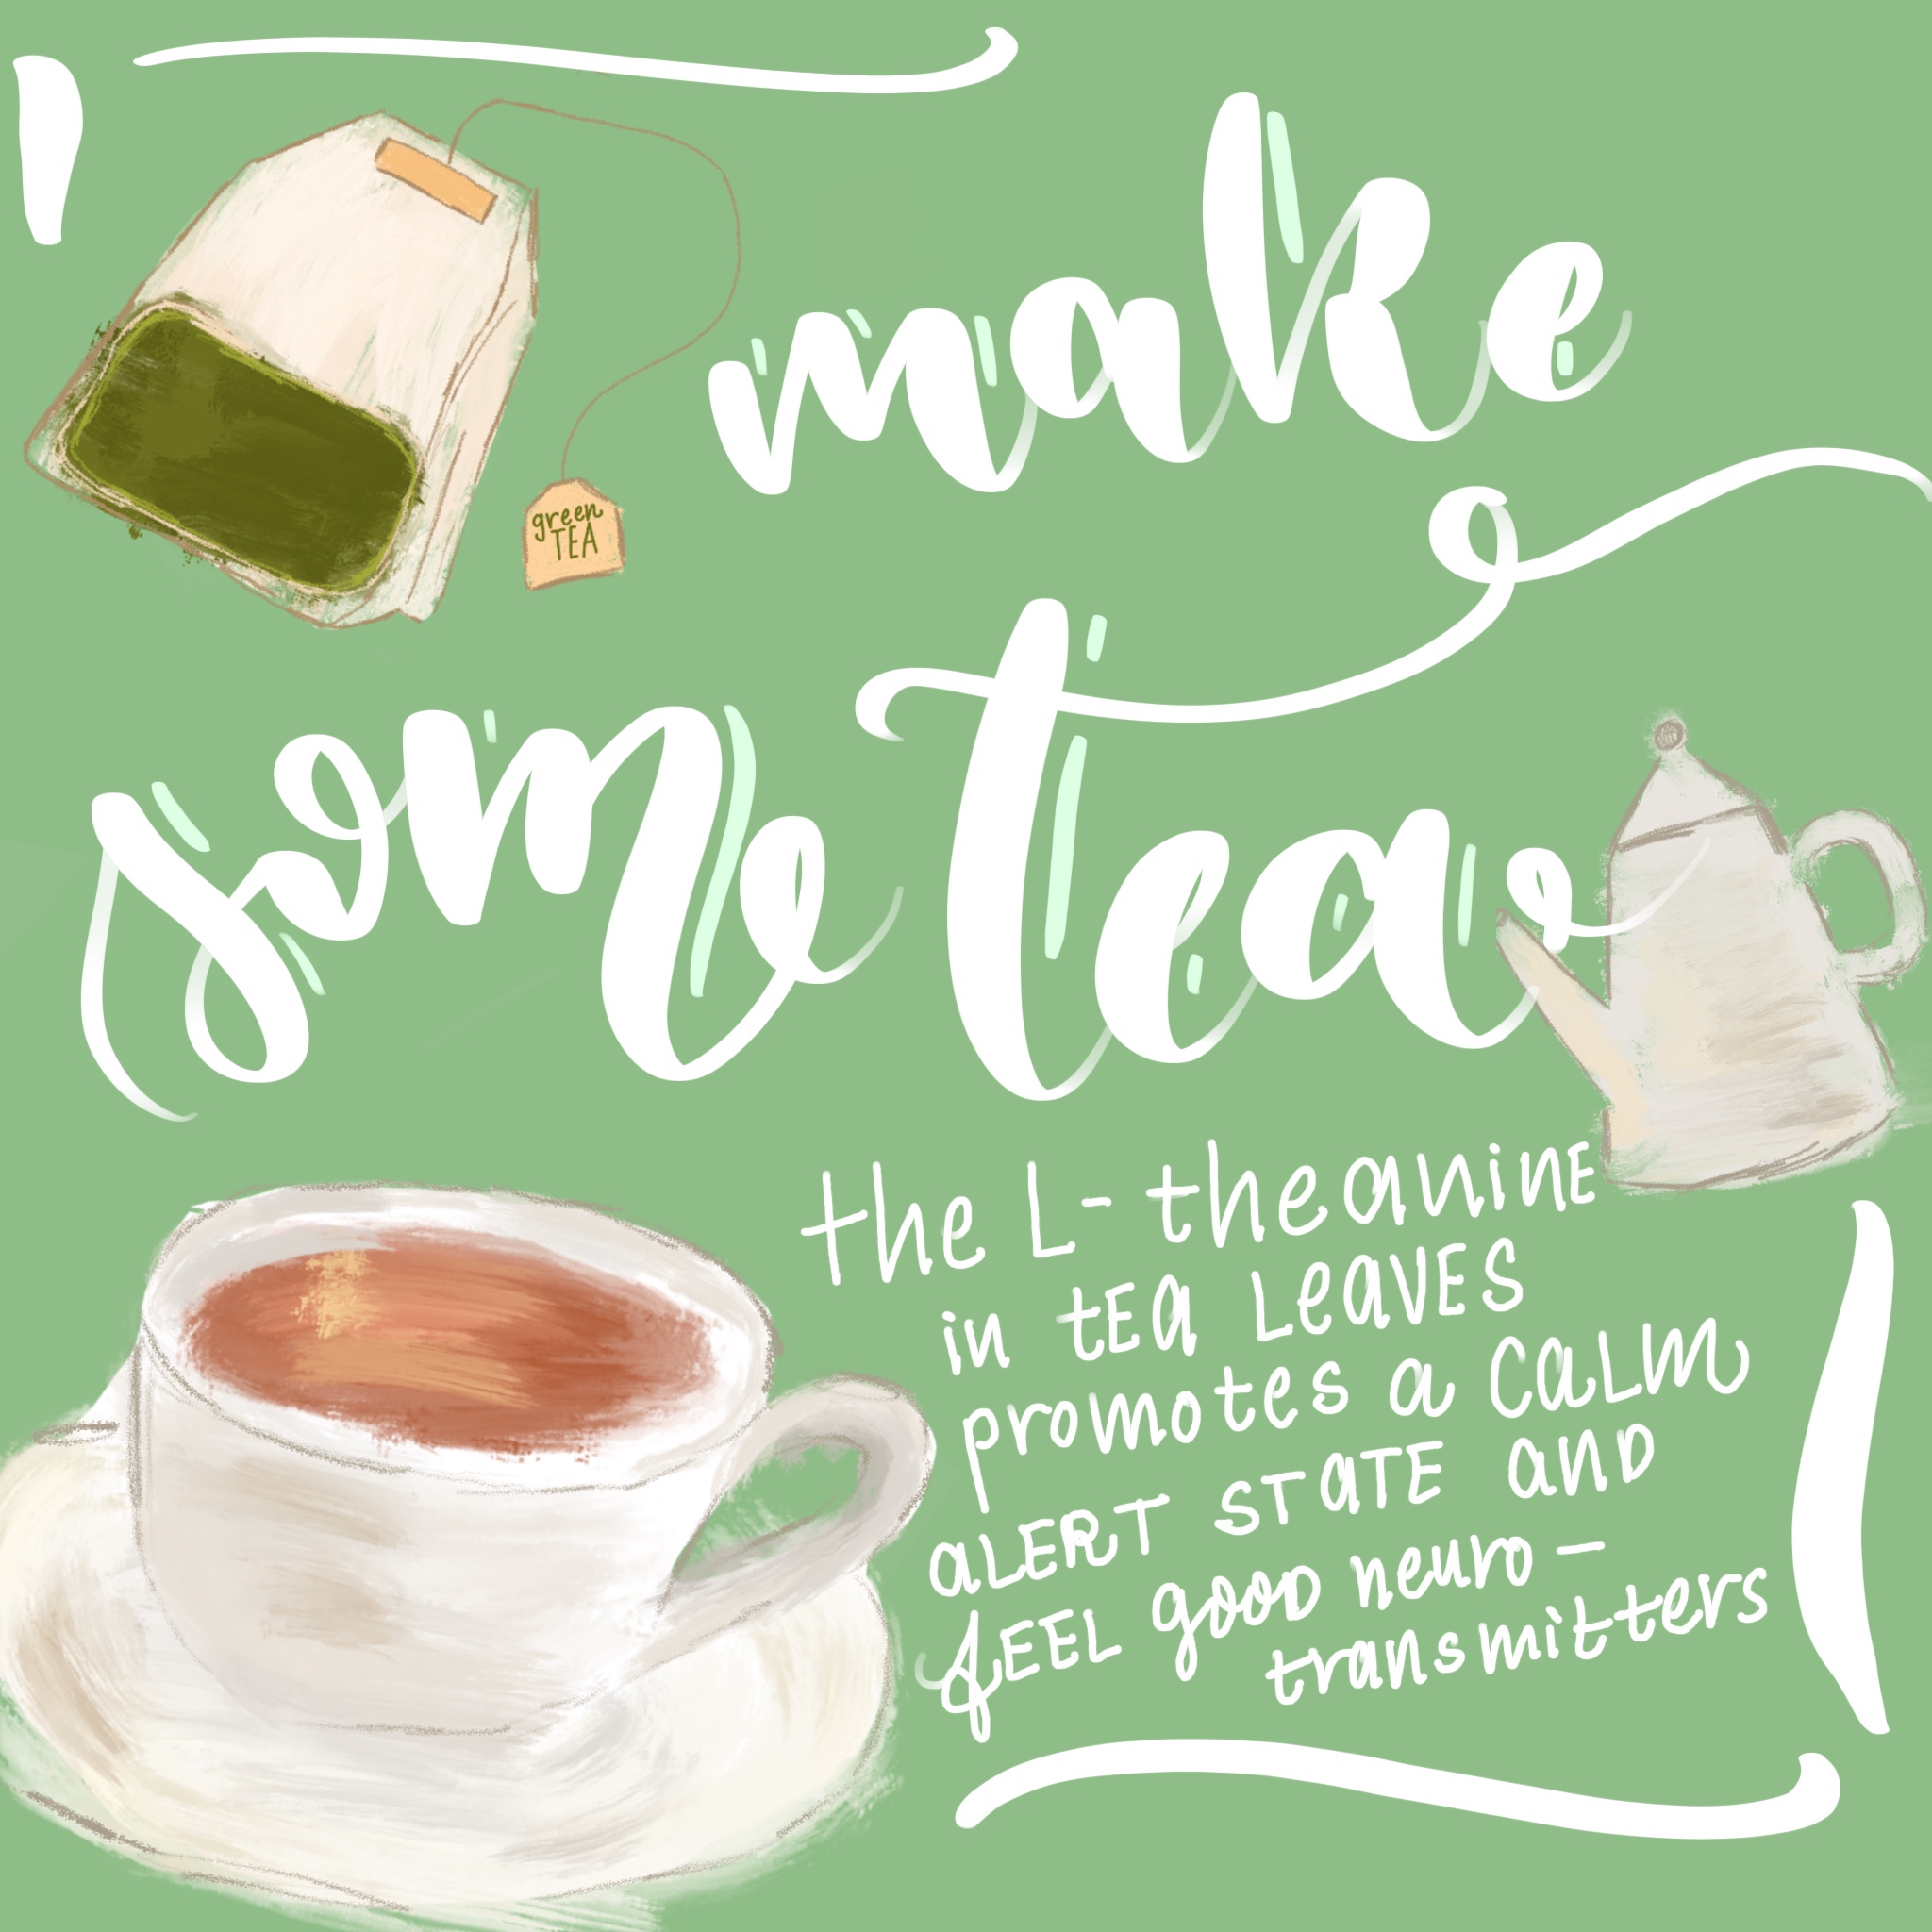 make
green
TEA
some tea
the L-theanine
in tEa LeaVES
promotes a CaLM
aLERT STaTE aND
fEEL gooD neuro-
transmitters